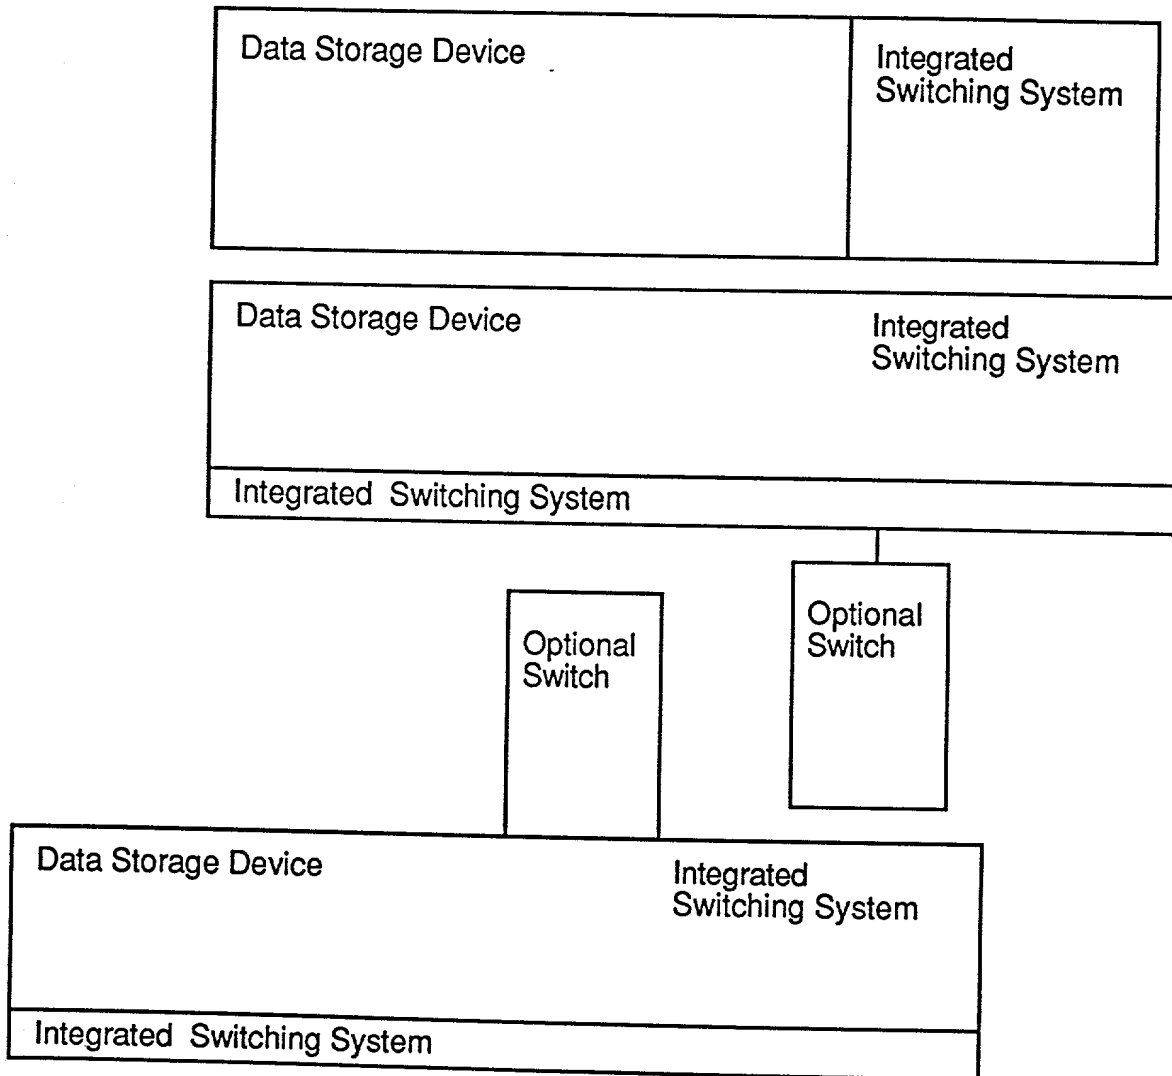 Data Storage Device
Integrated
Switching System
Data Storage Device
Integrated
Switching System
Integrated Switching System
Optional
Switch
Optional
Switch
Data Storage Device
Integrated
Switching System
Integrated Switching System